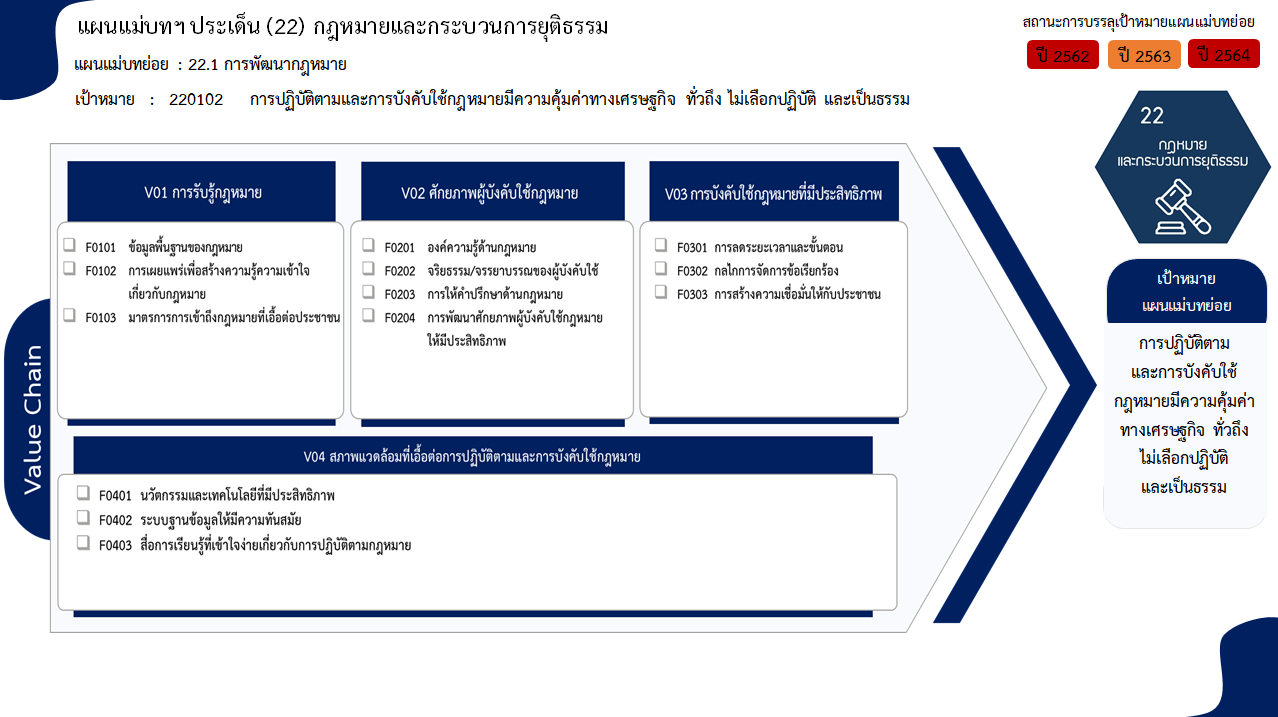 แผนแม่บทฯ ประเด็น (22) กฎหมายและกระบวนการยุติธรรม
แผนแม่บทย่อย : 22.1 การพัฒนากฎหมาย
เป้าหมาย : 220102 การปฏิบัติตามและการบังคับใช้กฎหมายมีความคุ้มค่าทางเศรษฐกิจ ทั่วถึง ไม่เลือกปฏิบัติ และเป็นธรรม
สถานะการบรรลุเป้าหมายแผนแม่บทย่อย
ปี 2562 ปี 2563 ปี 2564
22
กฎหมาย
และกระบวนการยุติธรรม
Value Chain
V01 การรับรู้กฎหมาย
F0101 ข้อมูลพื้นฐานของกฎหมาย
F0102 การเผยแพร่เพื่อสร้างความรู้ความเข้าใจ
เกี่ยวกับกฎหมาย
F0103 มาตรการการเข้าถึงกฎหมายที่เอื้อต่อประชาชน
V02 ศักยภาพผู้บังคับใช้กฎหมาย
F0201 องค์ความรู้ด้านกฎหมาย
F0202 จริยธรรม/จรรยาบรรณของผู้บังคับใช้
F0203 การให้คำปรึกษาด้านกฎหมาย
F0204 การพัฒนาศักยภาพผู้บังคับใช้กฎหมาย
ให้มีประสิทธิภาพ
V03 การบังคับใช้กฎหมายที่มีประสิทธิภาพ
F0301 การลดระยะเวลาและขั้นตอน
F0302 กลไกการจัดการข้อเรียกร้อง
F0303 การสร้างความเชื่อมั่นให้กับประชาชน
V04 สภาพแวดล้อมที่เอื้อต่อการปฏิบัติตามและการบังคับใช้กฎหมาย
F0401 นวัตกรรมและเทคโนโลยีที่มีประสิทธิภาพ
F0402 ระบบฐานข้อมูลให้มีความทันสมัย
F0403 สื่อการเรียนรู้ที่เข้าใจง่ายเกี่ยวกับการปฏิบัติตามกฎหมาย
เป้าหมาย
แผนแม่บทย่อย
การปฏิบัติตาม
และการบังคับใช้
กฎหมายมีความคุ้มค่า
ทางเศรษฐกิจ ทั่วถึง
ไม่เลือกปฏิบัติ
และเป็นธรรม